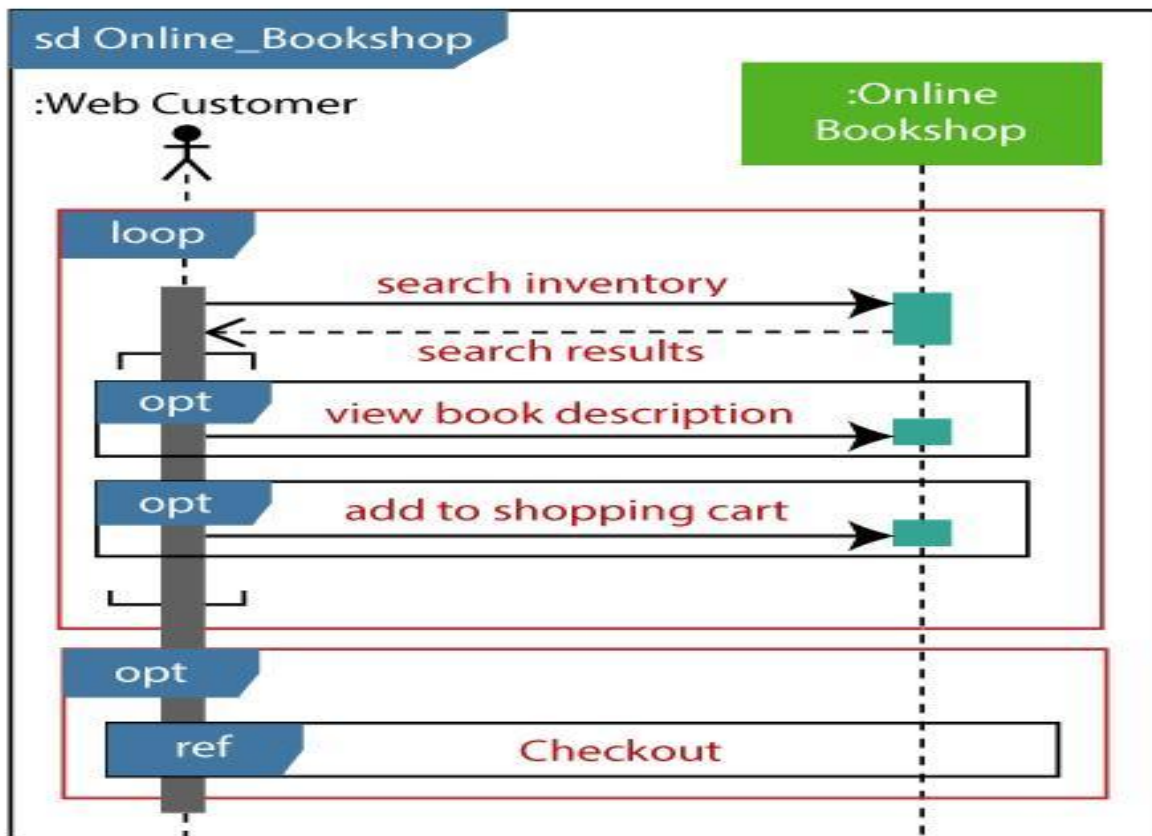 sd Online_Bookshop
:Web Customer
:Online
Bookshop
loop
search inventory
search results
opt
view book description
opt
add to shopping cart
opt
ref
Checkout